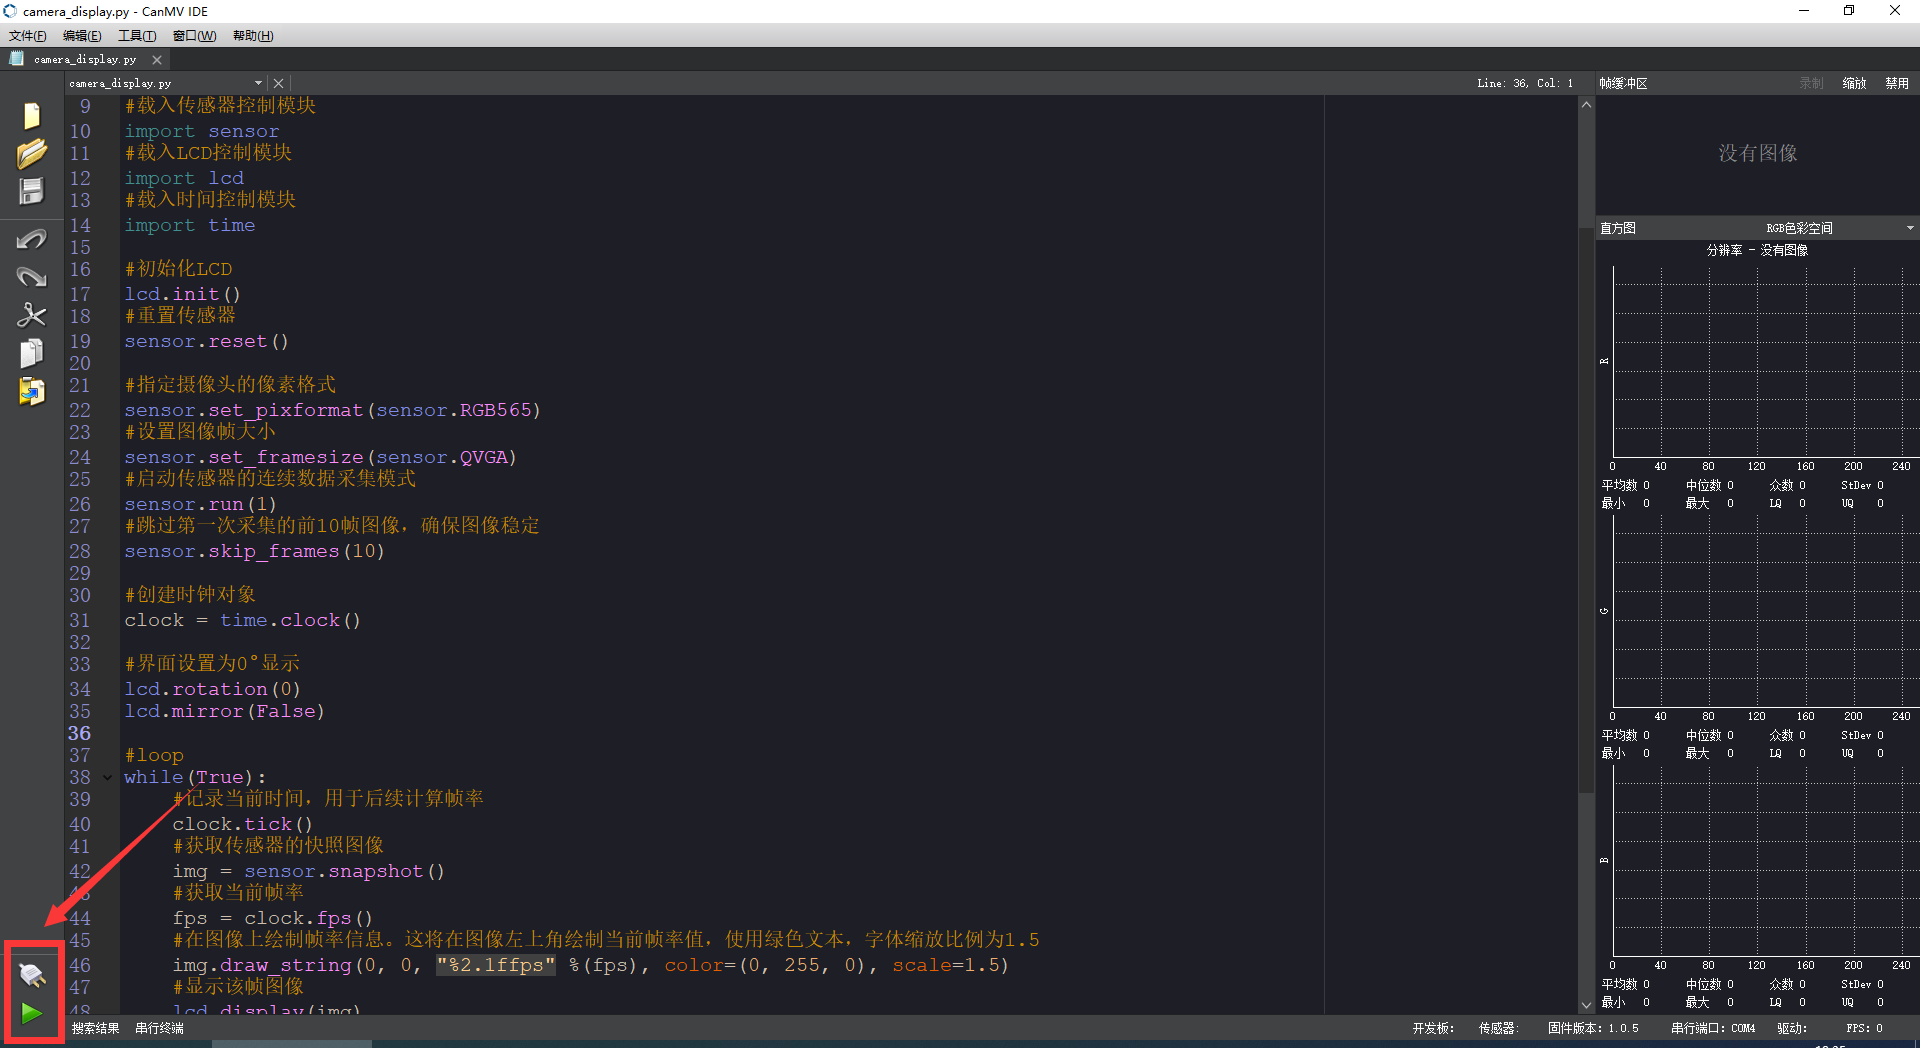 camera_display.py - CanMV IDE
文件(F) 编辑(E) 工具(T) 窗口(W) 帮助(H)
camera_display.py
camera_display.py Line: 36, Col: 1 帧缓冲区 录制 缩放 禁用
9 #载入传感器控制模块
10 import sensor
11 #载入LCD控制模块
12 import lcd
13 #载入时间控制模块
14 import time
15
16 #初始化LCD
17 lcd.init()
18 #重置传感器
19 sensor.reset()
20
21 #指定摄像头的像素格式
22 sensor.set_pixformat(sensor.RGB565)
23 #设置图像帧大小
24 sensor.set_framesize(sensor.QVGA)
25 #启动传感器的连续数据采集模式
26 sensor.run(1)
27 #跳过第一次采集的前10帧图像, 确保图像稳定
28 sensor.skip_frames(10)
29
30 #创建时钟对象
31 clock = time.clock()
32
33 #界面设置为0°显示
34 lcd.rotation(0)
35 lcd.mirror(False)
36
37 #loop
38 while(True):
39 #记录当前时间, 用于后续计算帧率
40 clock.tick()
41 #获取传感器的快照图像
42 img = sensor.snapshot()
43 #获取当前帧率
44 fps = clock.fps()
45 #在图像上绘制帧率信息。这将在图像左上角绘制当前帧率值, 使用绿色文本, 字体缩放比例为1.5
46 img.draw_string(0, 0, "%2.1ffps" %(fps), color=(0, 255, 0), scale=1.5)
47 #显示该帧图像
48 lcd.display(img)
没有图像
直方图 RGB色彩空间
分辨率 - 没有图像
R
0 40 80 120 160 200 240
平均数 0 中位数 0 众数 0 StDev 0
最小 0 最大 0 LQ 0 UQ 0
G
0 40 80 120 160 200 240
平均数 0 中位数 0 众数 0 StDev 0
最小 0 最大 0 LQ 0 UQ 0
B
0 40 80 120 160 200 240
平均数 0 中位数 0 众数 0 StDev 0
最小 0 最大 0 LQ 0 UQ 0
搜索结果 串行终端 开发板: 传感器: 固件版本: 1.0.5 串行端口: COM4 驱动: FPS: 0